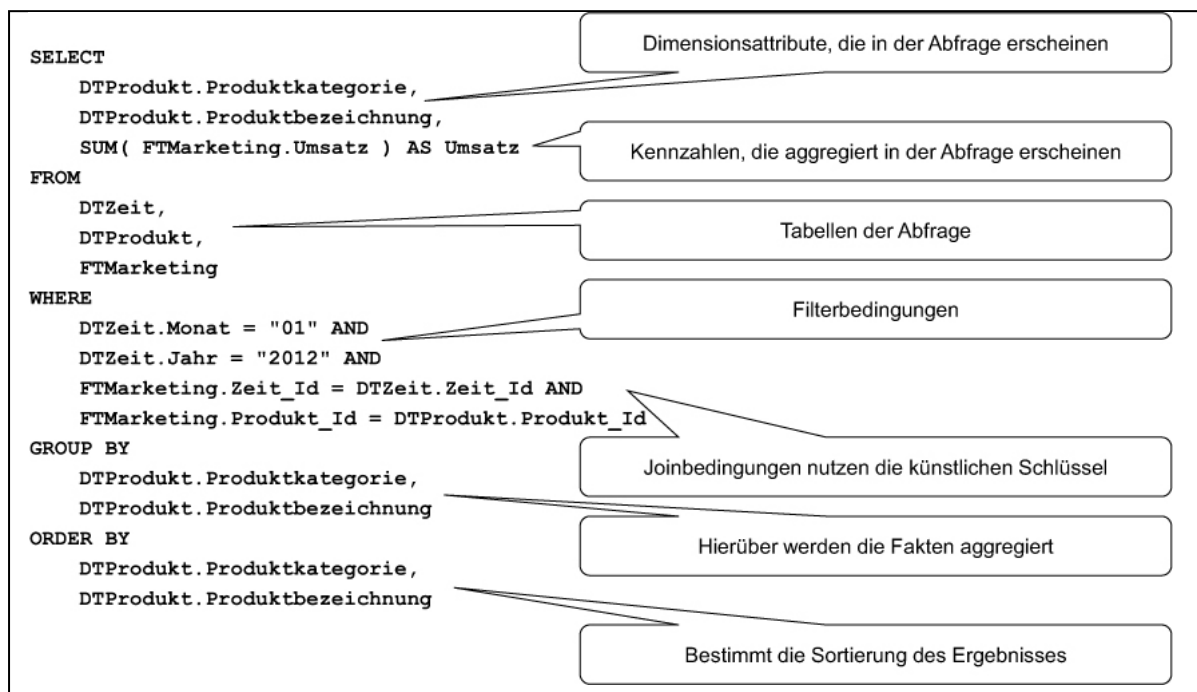 Dimensionsattribute, die in der Abfrage erscheinen
SELECT
DTProdukt.Produktkategorie,
DTProdukt.Produktbezeichnung,
SUM( FTMarketing.Umsatz ) AS Umsatz
Kennzahlen, die aggregiert in der Abfrage erscheinen
FROM
DTZeit,
DTProdukt,
FTMarketing
Tabellen der Abfrage
WHERE
DTZeit.Monat = "01" AND
DTZeit.Jahr = "2012" AND
Filterbedingungen
FTMarketing.Zeit_Id = DTZeit.Zeit_Id AND
FTMarketing.Produkt_Id = DTProdukt.Produkt_Id
Joinbedingungen nutzen die künstlichen Schlüssel
GROUP BY
DTProdukt.Produktkategorie,
DTProdukt.Produktbezeichnung
Hierüber werden die Fakten aggregiert
ORDER BY
DTProdukt.Produktkategorie,
DTProdukt.Produktbezeichnung
Bestimmt die Sortierung des Ergebnisses